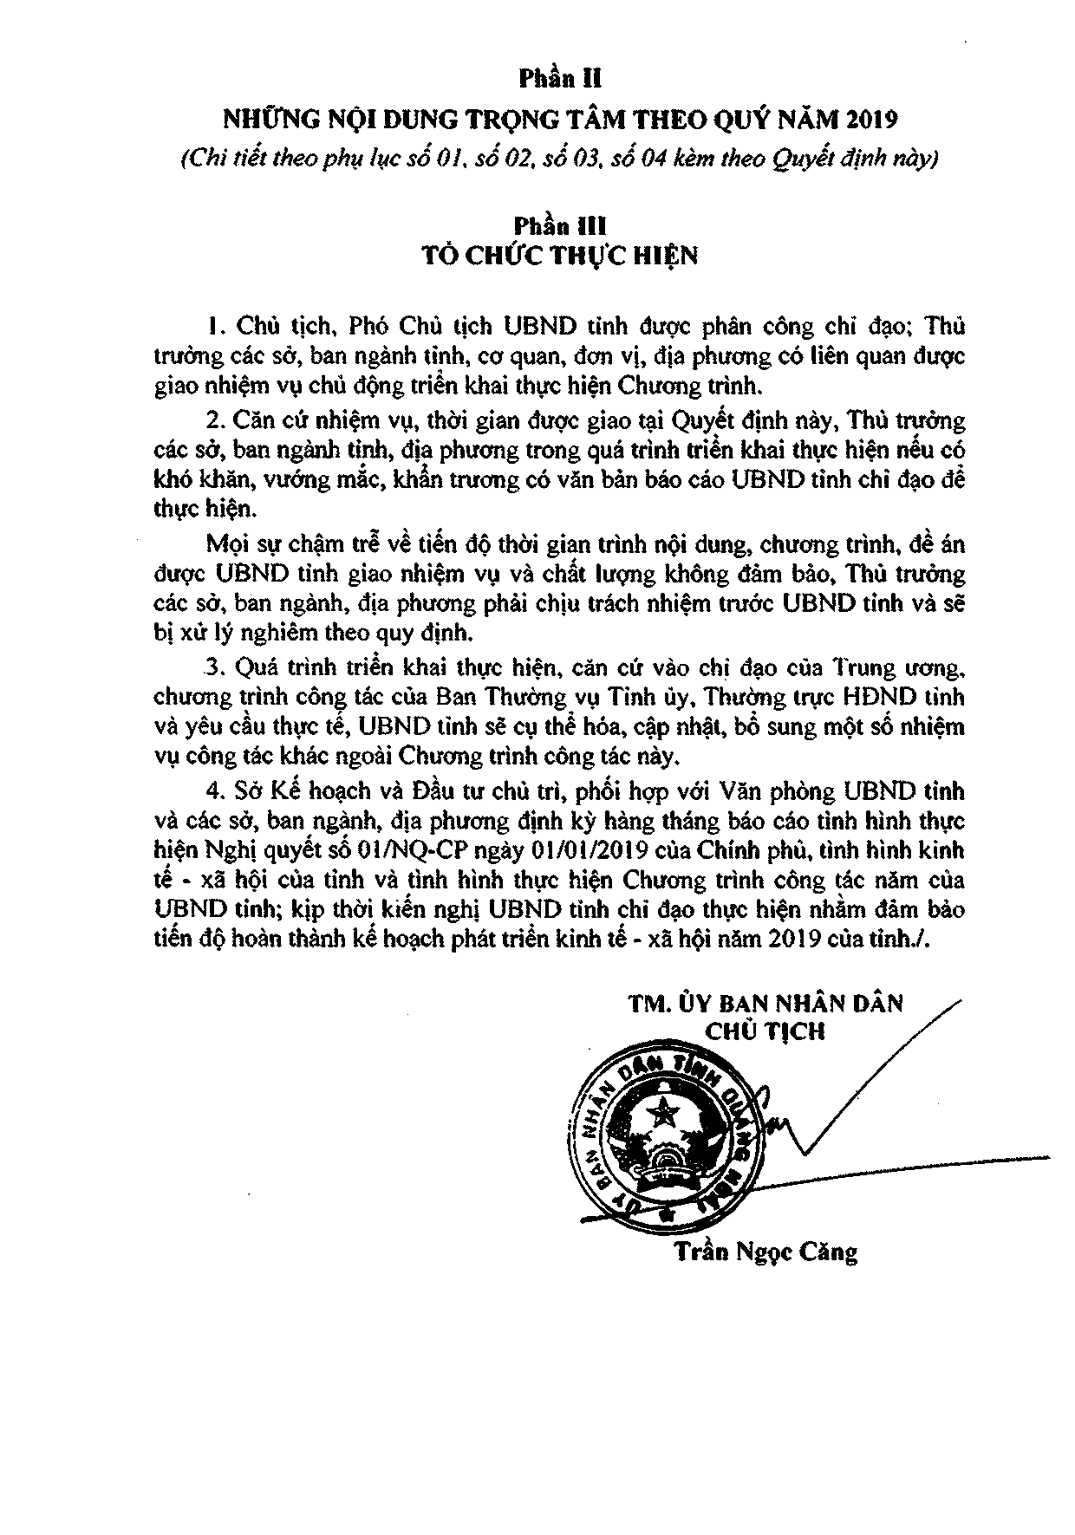 Phần II
NHỮNG NỘI DUNG TRỌNG TÂM THEO QUÝ NĂM 2019
(Chi tiết theo phụ lục số 01, số 02, số 03, số 04 kèm theo Quyết định này)
Phần III
TỔ CHỨC THỰC HIỆN
1. Chủ tịch, Phó Chủ tịch UBND tỉnh được phân công chỉ đạo; Thủ
trưởng các sở, ban ngành tỉnh, cơ quan, đơn vị, địa phương có liên quan được
giao nhiệm vụ chủ động triển khai thực hiện Chương trình.
2. Căn cứ nhiệm vụ, thời gian được giao tại Quyết định này, Thủ trưởng
các sở, ban ngành tỉnh, địa phương trong quá trình triển khai thực hiện nếu có
khó khăn, vướng mắc, khẩn trương có văn bản báo cáo UBND tỉnh chỉ đạo để
thực hiện.
Mọi sự chậm trễ về tiến độ thời gian trình nội dung, chương trình, đề án
được UBND tỉnh giao nhiệm vụ và chất lượng không đảm bảo, Thủ trưởng
các sở, ban ngành, địa phương phải chịu trách nhiệm trước UBND tỉnh và sẽ
bị xử lý nghiêm theo quy định.
3. Quá trình triển khai thực hiện, căn cứ vào chỉ đạo của Trung ương,
chương trình công tác của Ban Thường vụ Tỉnh ủy, Thường trực HĐND tỉnh
và yêu cầu thực tế, UBND tỉnh sẽ cụ thể hóa, cập nhật, bổ sung một số nhiệm
vụ công tác khác ngoài Chương trình công tác này.
4. Sở Kế hoạch và Đầu tư chủ trì, phối hợp với Văn phòng UBND tỉnh
và các sở, ban ngành, địa phương định kỳ hàng tháng báo cáo tình hình thực
hiện Nghị quyết số 01/NQ-CP ngày 01/01/2019 của Chính phủ, tình hình kinh
tế - xã hội của tỉnh và tình hình thực hiện Chương trình công tác năm của
UBND tỉnh; kịp thời kiến nghị UBND tỉnh chỉ đạo thực hiện nhằm đảm bảo
tiến độ hoàn thành kế hoạch phát triển kinh tế - xã hội năm 2019 của tỉnh./.
TM. ỦY BAN NHÂN DÂN
CHỦ TỊCH
ỦY BAN NHÂN DÂN TỈNH QUẢNG NGÃI
Trần Ngọc Căng